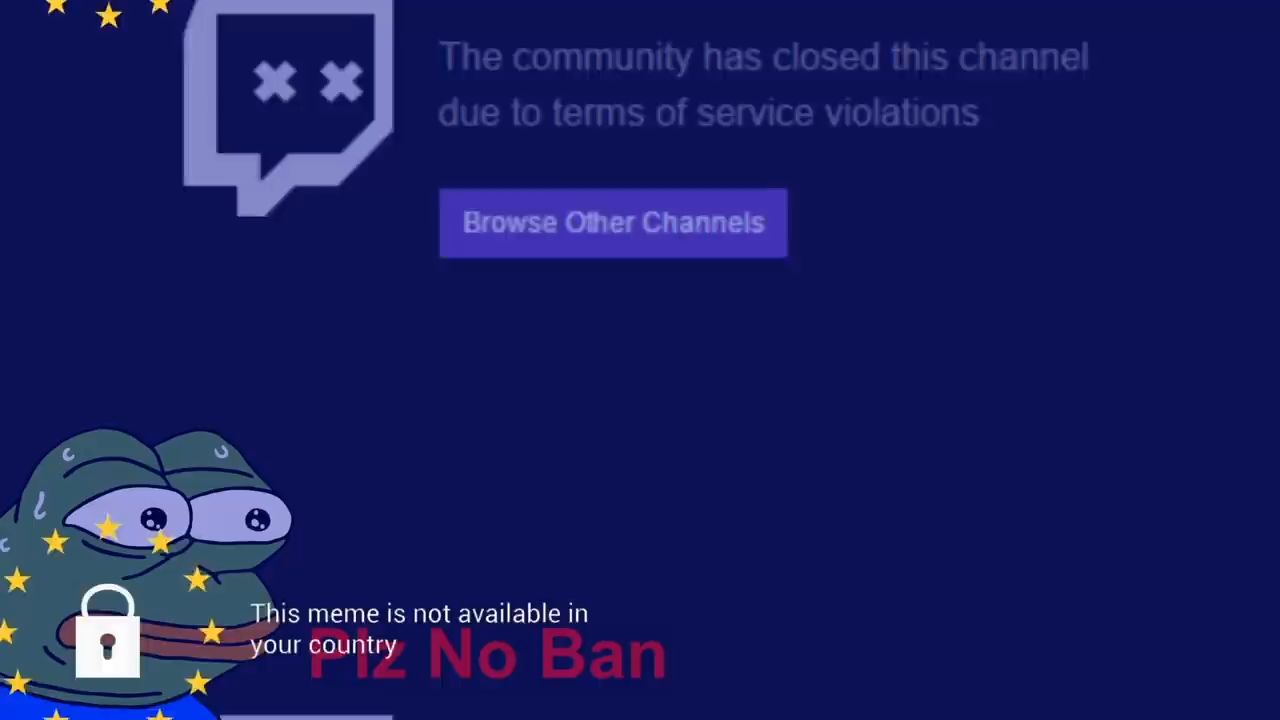 The community has closed this channel
due to terms of service violations
Browse Other Channels
This meme is not available in
your country
Plz No Ban